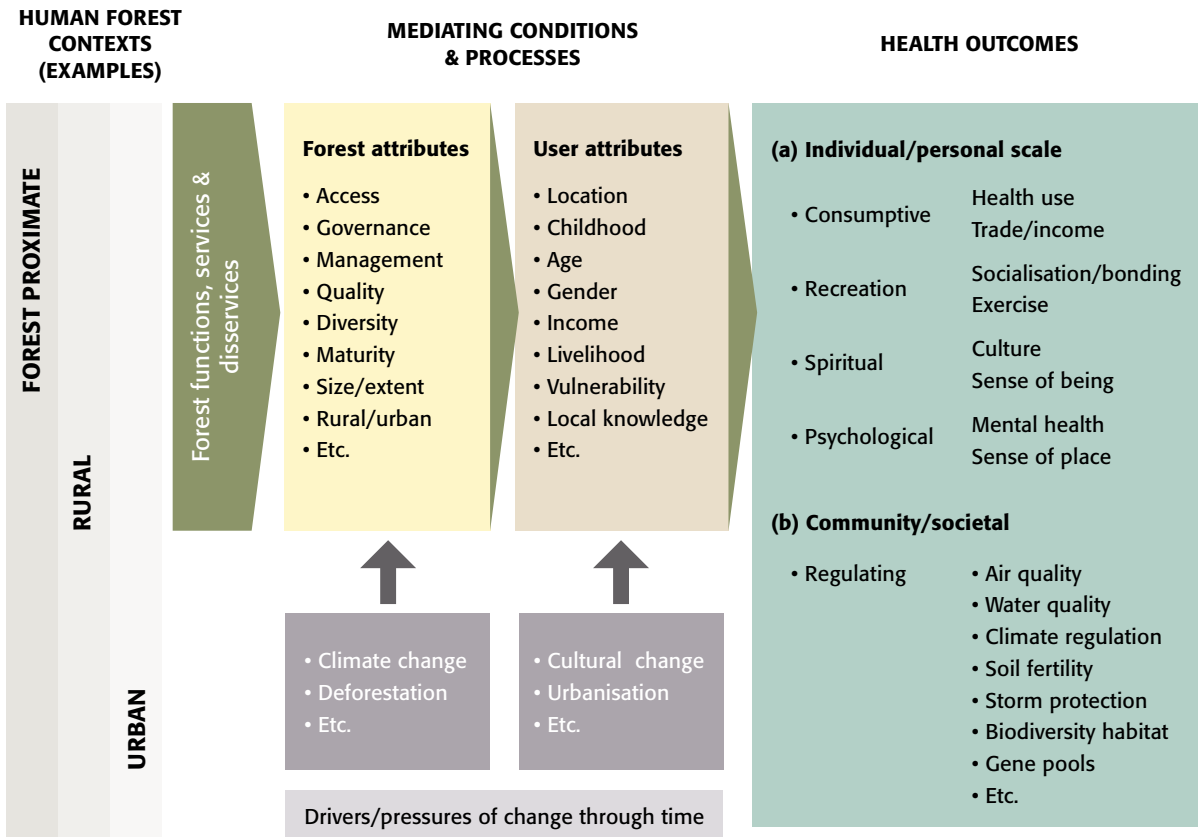 HUMAN FOREST
CONTEXTS
(EXAMPLES)
MEDIATING CONDITIONS
& PROCESSES
HEALTH OUTCOMES
FOREST PROXIMATE
RURAL
URBAN
Forest functions, services &
disservices
Forest attributes
• Access
• Governance
• Management
• Quality
• Diversity
• Maturity
• Size/extent
• Rural/urban
• Etc.
User attributes
• Location
• Childhood
• Age
• Gender
• Income
• Livelihood
• Vulnerability
• Local knowledge
• Etc.
• Climate change
• Deforestation
• Etc.
• Cultural change
• Urbanisation
• Etc.
Drivers/pressures of change through time
(a) Individual/personal scale
• Consumptive
Health use
Trade/income
• Recreation
Socialisation/bonding
Exercise
• Spiritual
Culture
Sense of being
• Psychological
Mental health
Sense of place
(b) Community/societal
• Regulating
• Air quality
• Water quality
• Climate regulation
• Soil fertility
• Storm protection
• Biodiversity habitat
• Gene pools
• Etc.